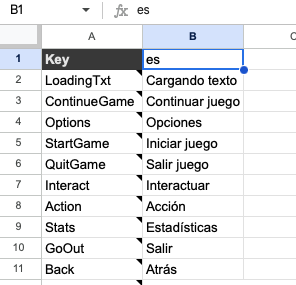 B1 fx es
A B C
1 Key es
2 LoadingTxt Cargando texto
3 ContinueGame Continuar juego
4 Options Opciones
5 StartGame Iniciar juego
6 QuitGame Salir juego
7 Interact Interactuar
8 Action Acción
9 Stats Estadísticas
10 GoOut Salir
11 Back Atrás